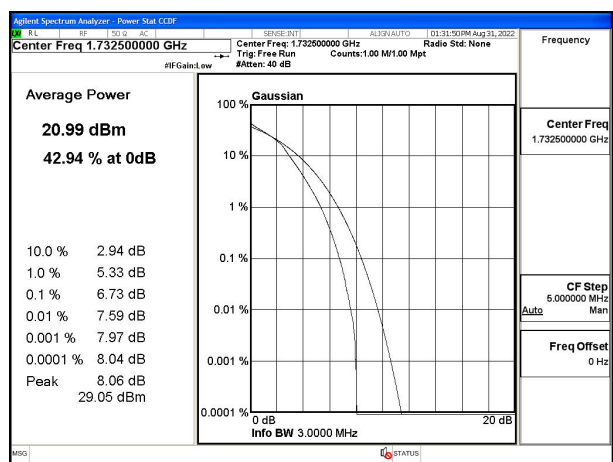 Agilent Spectrum Analyzer - Power Stat CCDF
RL RF 50 Ω AC SENSE:INT ALIGN AUTO 01:31:50 PM Aug 31, 2022
Center Freq 1.732500000 GHz
Center Freq: 1.732500000 GHz Radio Std: None
Trig: Free Run Counts:1.00 M/1.00 Mpt
#IFGain:Low #Atten: 40 dB
Frequency
Average Power
20.99 dBm
42.94 % at 0dB
10.0 % 2.94 dB
1.0 % 5.33 dB
0.1 % 6.73 dB
0.01 % 7.59 dB
0.001 % 7.97 dB
0.0001 % 8.04 dB
Peak 8.06 dB
29.05 dBm
Gaussian
100 %
10 %
1 %
0.1 %
0.01 %
0.001 %
0.0001 %
0 dB 20 dB
Info BW 3.0000 MHz
Center Freq
1.732500000 GHz
CF Step
5.000000 MHz
Auto Man
Freq Offset
0 Hz
MSG STATUS